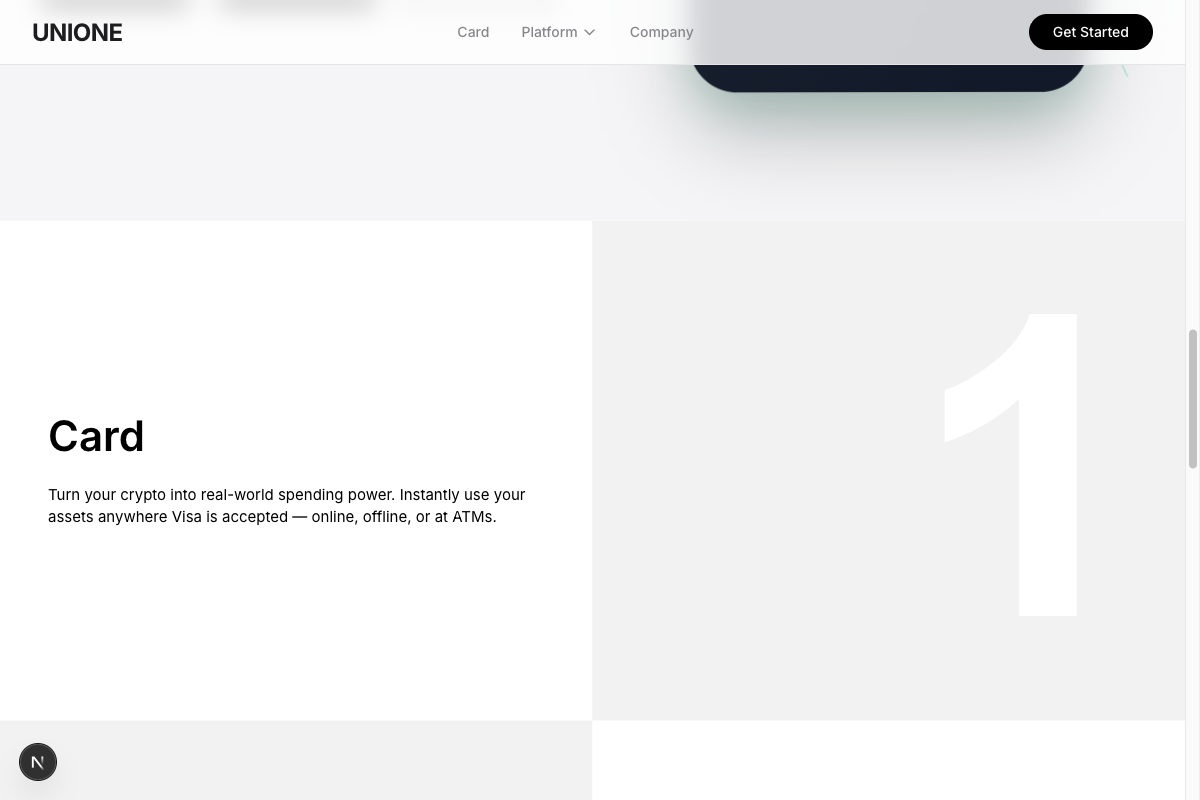 UNIONE
Card
Platform
Company
Get Started
Card
Turn your crypto into real-world spending power. Instantly use your
assets anywhere Visa is accepted — online, offline, or at ATMs.
1
N